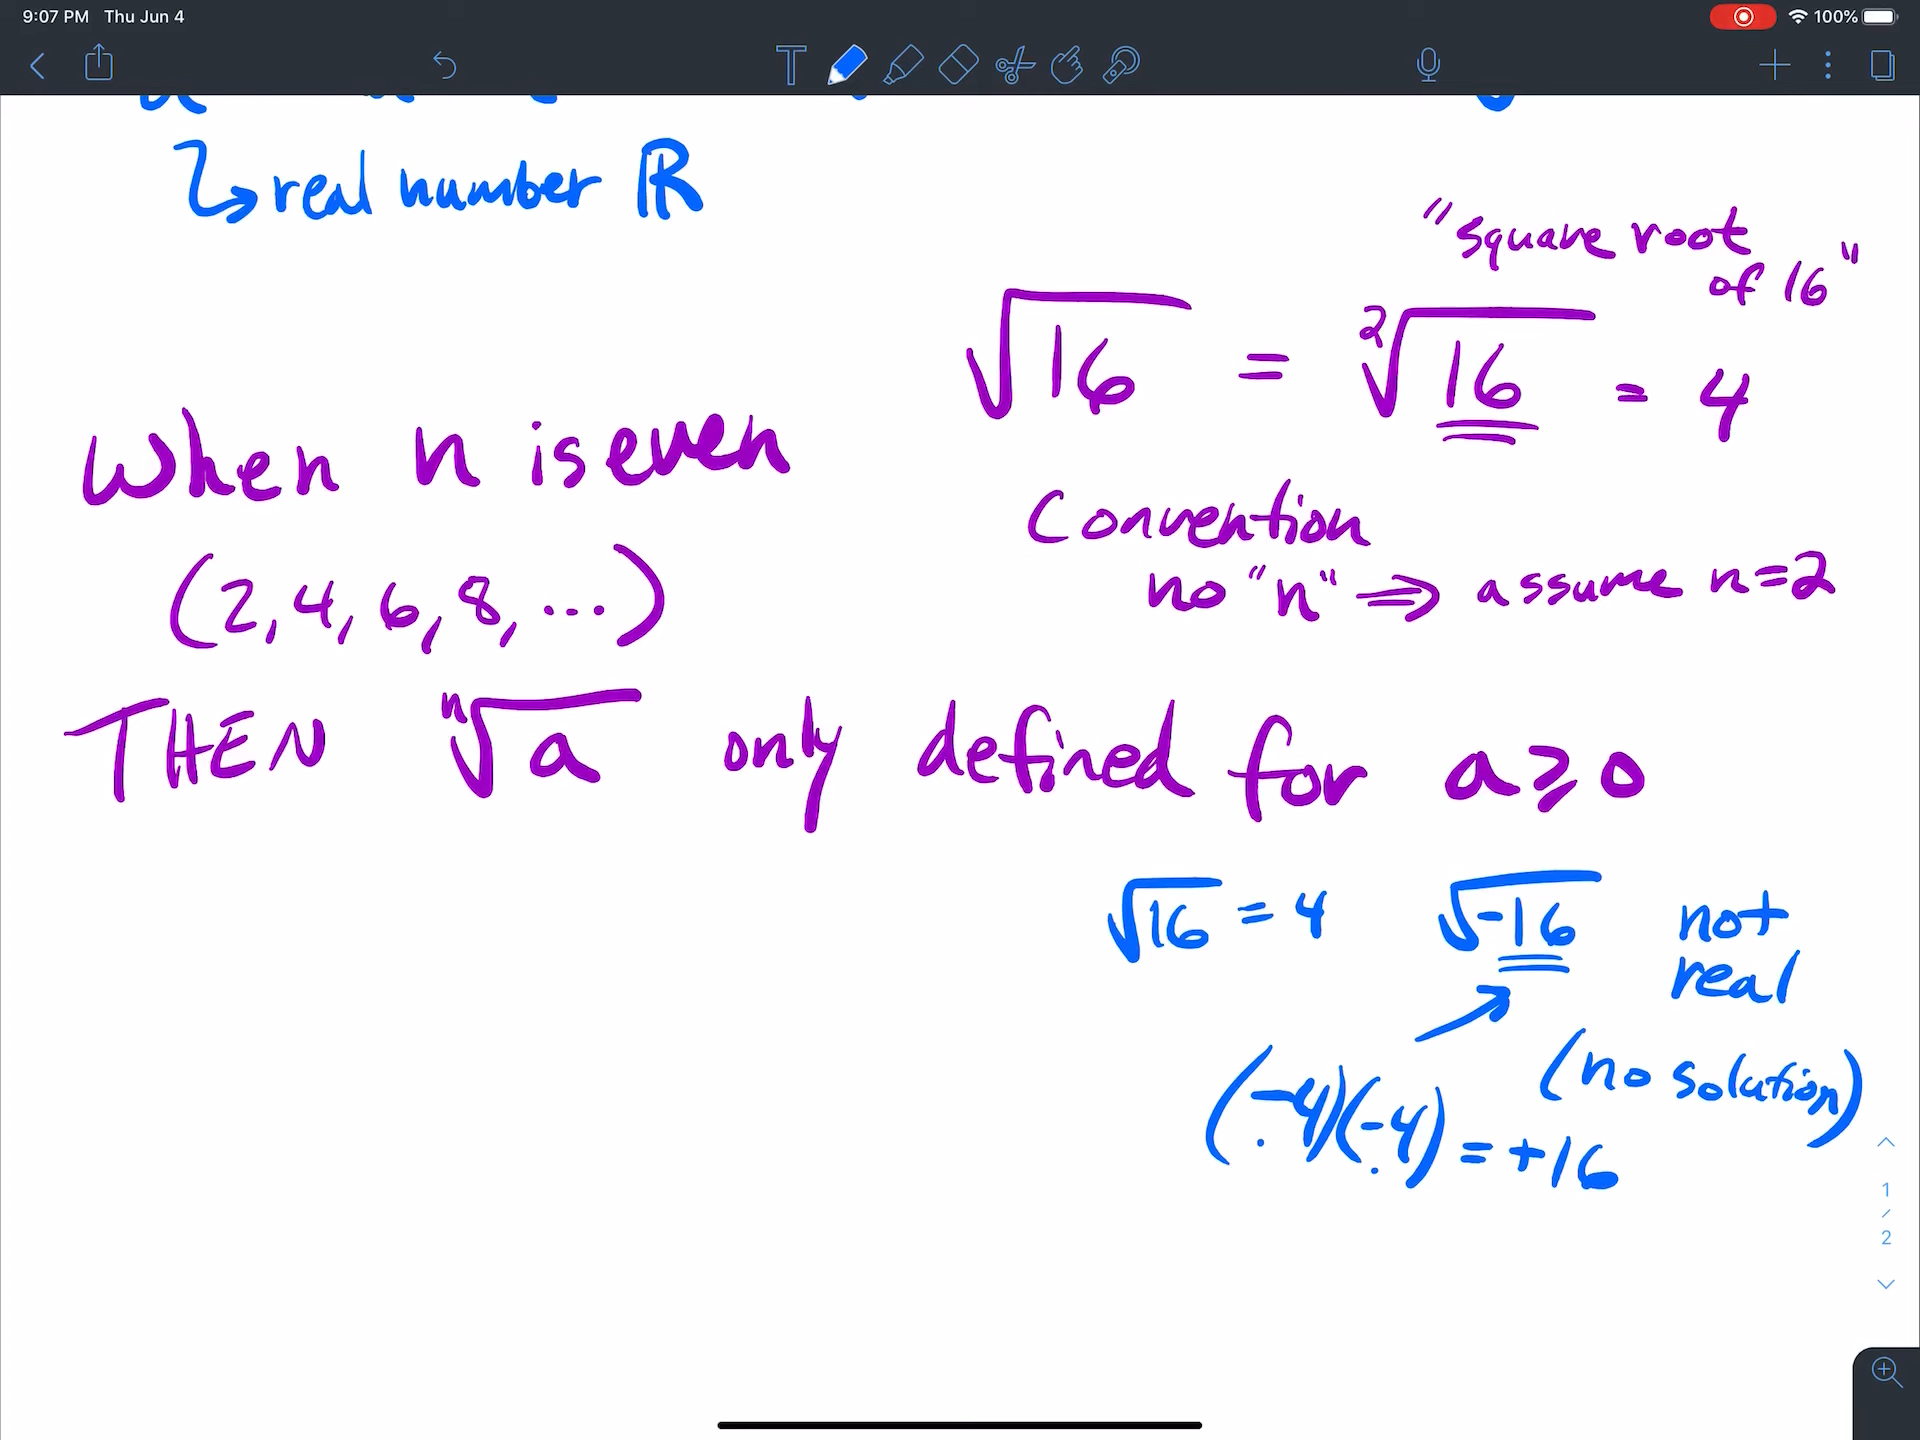 9:07 PM Thu Jun 4
100%
T
↳ real number ℝ
"square root
of 16"
√16 = ²√16 = 4
When n is even
(2, 4, 6, 8, ...)
Convention
no "n" ⇒ assume n=2
THEN ⁿ√a only defined for a ⩾ 0
√16 = 4 √-16 not
real
(no solution)
(-4)(-4) = +16
1
/
2